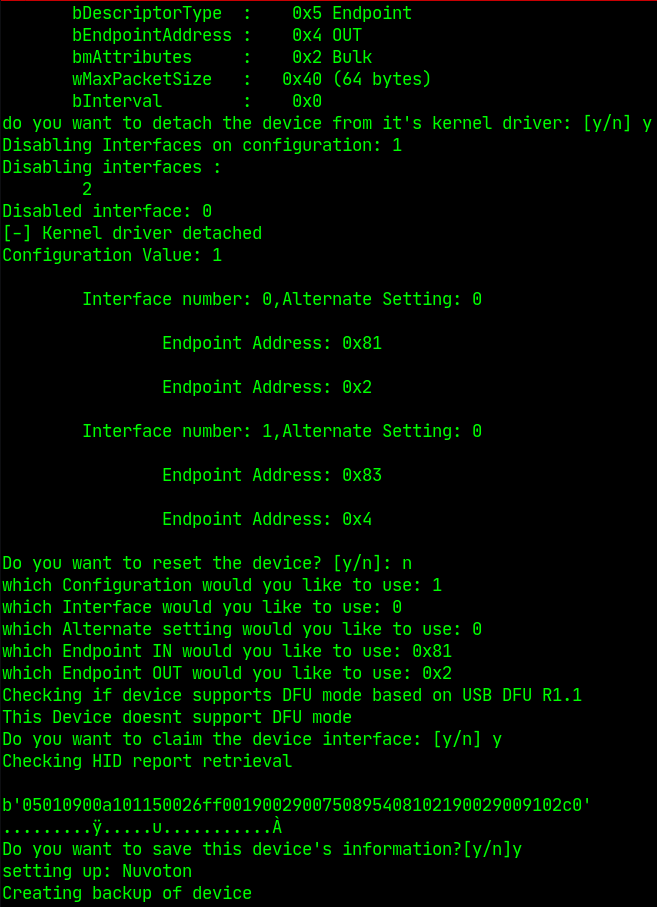 bDescriptorType  :    0x5 Endpoint
bEndpointAddress :    0x4 OUT
bmAttributes     :    0x2 Bulk
wMaxPacketSize   :   0x40 (64 bytes)
bInterval        :    0x0
do you want to detach the device from it's kernel driver: [y/n] y
Disabling Interfaces on configuration: 1
Disabling interfaces :
2
Disabled interface: 0
[-] Kernel driver detached
Configuration Value: 1
Interface number: 0,Alternate Setting: 0
Endpoint Address: 0x81
Endpoint Address: 0x2
Interface number: 1,Alternate Setting: 0
Endpoint Address: 0x83
Endpoint Address: 0x4
Do you want to reset the device? [y/n]: n
which Configuration would you like to use: 1
which Interface would you like to use: 0
which Alternate setting would you like to use: 0
which Endpoint IN would you like to use: 0x81
which Endpoint OUT would you like to use: 0x2
Checking if device supports DFU mode based on USB DFU R1.1
This Device doesnt support DFU mode
Do you want to claim the device interface: [y/n] y
Checking HID report retrieval
b'05010900a101150026ff001900290075089540810219002900​9102c0'
.........ÿ.....u...........À
Do you want to save this device's information?[y/n]y
setting up: Nuvoton
Creating backup of device